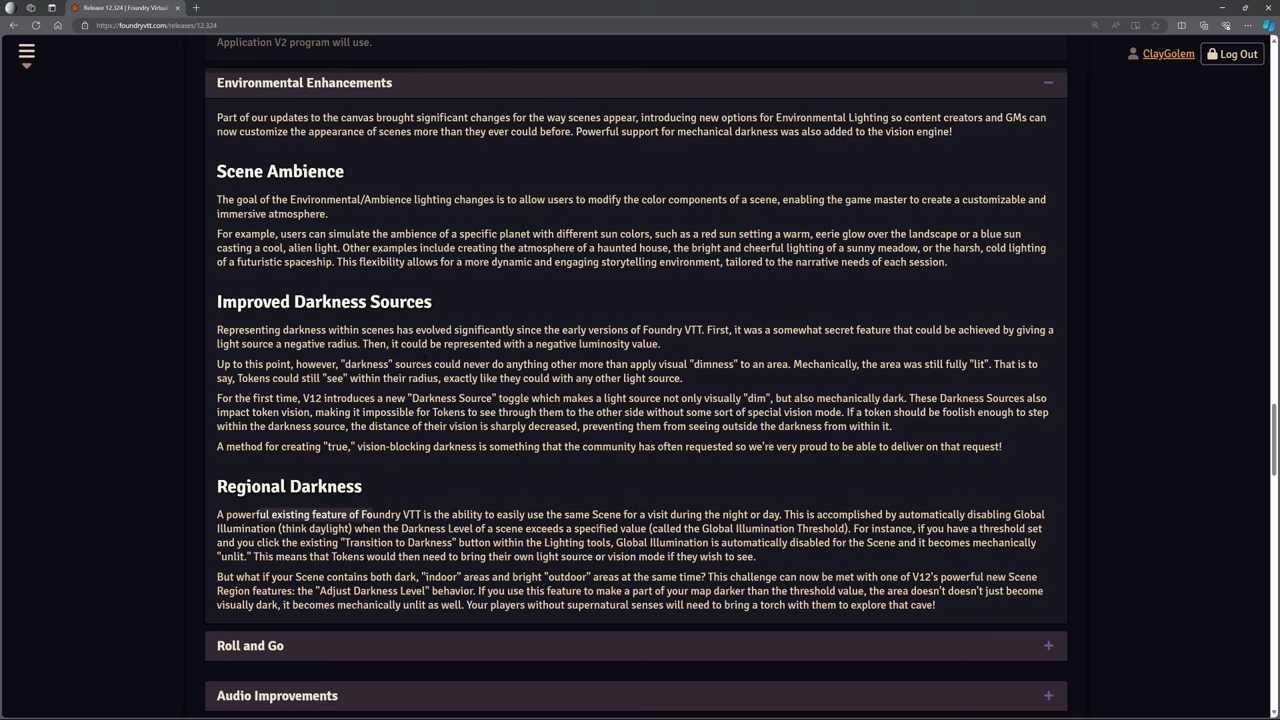 Release 12.324 | Foundry Virtual
https://foundryvtt.com/releases/12.324
Application V2 program will use.
ClayGolem
Log Out
Environmental Enhancements
Part of our updates to the canvas brought significant changes for the way scenes appear, introducing new options for Environmental Lighting so content creators and GMs can
now customize the appearance of scenes more than they ever could before. Powerful support for mechanical darkness was also added to the vision engine!
Scene Ambience
The goal of the Environmental/Ambience lighting changes is to allow users to modify the color components of a scene, enabling the game master to create a customizable and
immersive atmosphere.
For example, users can simulate the ambience of a specific planet with different sun colors, such as a red sun setting a warm, eerie glow over the landscape or a blue sun
casting a cool, alien light. Other examples include creating the atmosphere of a haunted house, the bright and cheerful lighting of a sunny meadow, or the harsh, cold lighting
of a futuristic spaceship. This flexibility allows for a more dynamic and engaging storytelling environment, tailored to the narrative needs of each session.
Improved Darkness Sources
Representing darkness within scenes has evolved significantly since the early versions of Foundry VTT. First, it was a somewhat secret feature that could be achieved by giving a
light source a negative radius. Then, it could be represented with a negative luminosity value.
Up to this point, however, "darkness" sources could never do anything other more than apply visual "dimness" to an area. Mechanically, the area was still fully "lit". That is to
say, Tokens could still "see" within their radius, exactly like they could with any other light source.
For the first time, V12 introduces a new "Darkness Source" toggle which makes a light source not only visually "dim", but also mechanically dark. These Darkness Sources also
impact token vision, making it impossible for Tokens to see through them to the other side without some sort of special vision mode. If a token should be foolish enough to step
within the darkness source, the distance of their vision is sharply decreased, preventing them from seeing outside the darkness from within it.
A method for creating "true," vision-blocking darkness is something that the community has often requested so we're very proud to be able to deliver on that request!
Regional Darkness
A powerful existing feature of Foundry VTT is the ability to easily use the same Scene for a visit during the night or day. This is accomplished by automatically disabling Global
Illumination (think daylight) when the Darkness Level of a scene exceeds a specified value (called the Global Illumination Threshold). For instance, if you have a threshold set
and you click the existing "Transition to Darkness" button within the Lighting tools, Global Illumination is automatically disabled for the Scene and it becomes mechanically
"unlit." This means that Tokens would then need to bring their own light source or vision mode if they wish to see.
But what if your Scene contains both dark, "indoor" areas and bright "outdoor" areas at the same time? This challenge can now be met with one of V12's powerful new Scene
Region features: the "Adjust Darkness Level" behavior. If you use this feature to make a part of your map darker than the threshold value, the area doesn't doesn't just become
visually dark, it becomes mechanically unlit as well. Your players without supernatural senses will need to bring a torch with them to explore that cave!
Roll and Go
Audio Improvements